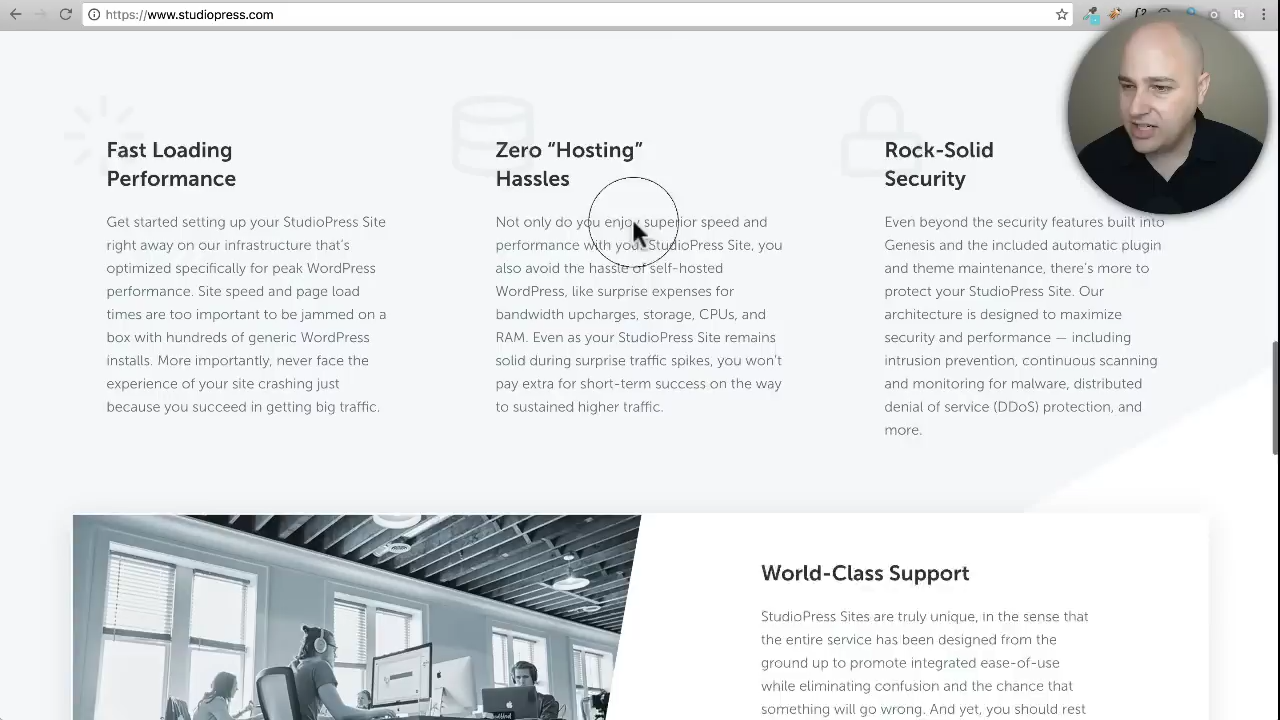 https://www.studiopress.com
Fast Loading
Performance
Get started setting up your StudioPress Site
right away on our infrastructure that's
optimized specifically for peak WordPress
performance. Site speed and page load
times are too important to be jammed on a
box with hundreds of generic WordPress
installs. More importantly, never face the
experience of your site crashing just
because you succeed in getting big traffic.
Zero “Hosting”
Hassles
Not only do you enjoy superior speed and
performance with your StudioPress Site, you
also avoid the hassle of self-hosted
WordPress, like surprise expenses for
bandwidth upcharges, storage, CPUs, and
RAM. Even as your StudioPress Site remains
solid during surprise traffic spikes, you won't
pay extra for short-term success on the way
to sustained higher traffic.
Rock-Solid
Security
Even beyond the security features built into
Genesis and the included automatic plugin
and theme maintenance, there's more to
protect your StudioPress Site. Our
architecture is designed to maximize
security and performance — including
intrusion prevention, continuous scanning
and monitoring for malware, distributed
denial of service (DDoS) protection, and
more.
World-Class Support
StudioPress Sites are truly unique, in the sense that
the entire service has been designed from the
ground up to promote integrated ease-of-use
while eliminating confusion and the chance that
something will go wrong. And yet, you should rest